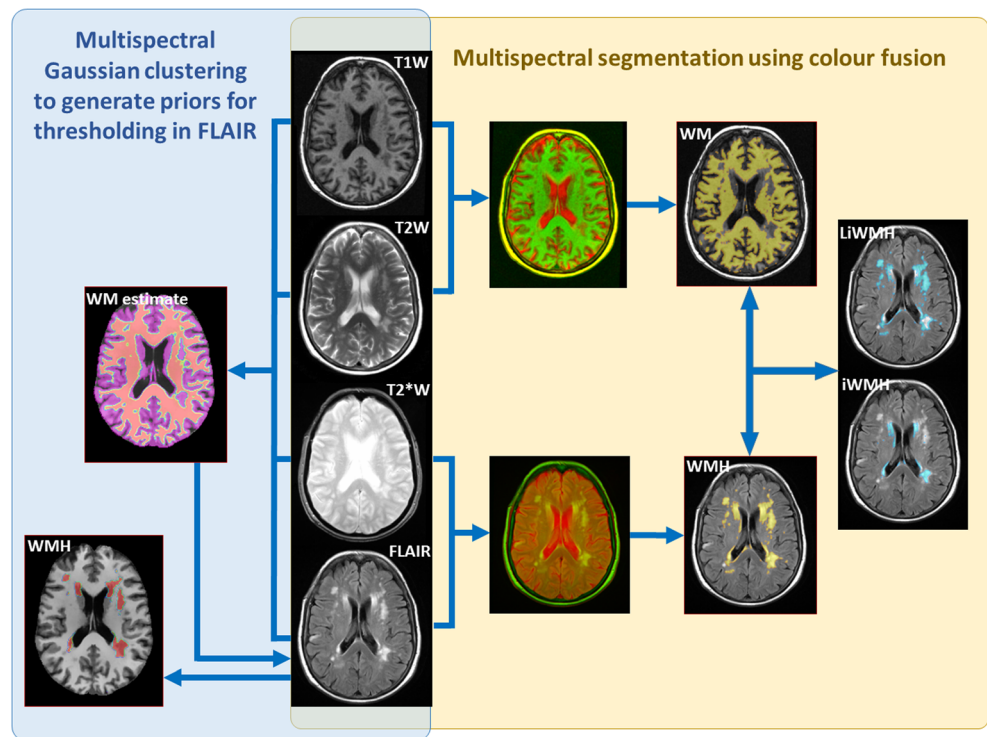 Multispectral
Gaussian clustering
to generate priors for
thresholding in FLAIR
Multispectral segmentation using colour fusion
T1W
T2W
T2*W
FLAIR
WM estimate
WMH
WM
WMH
LiWMH
iWMH